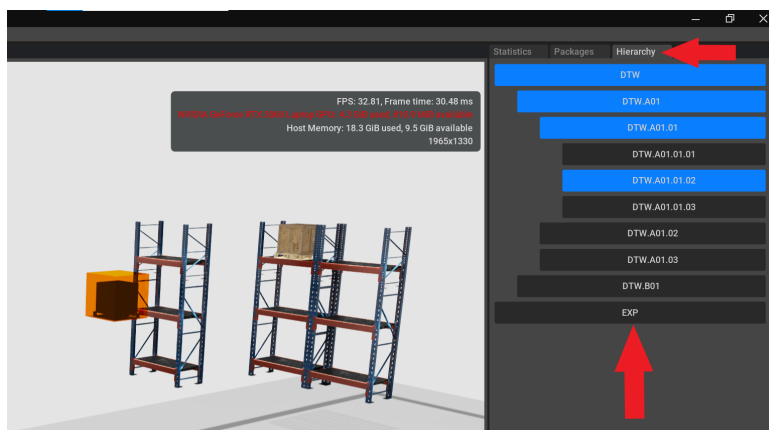 Statistics Packages Hierarchy
DTW
FPS: 32.81, Frame time: 30.48 ms
DTW.A01
Host Memory: 18.3 GiB used, 9.5 GiB available
DTW.A01.01
1965x1330
DTW.A01.01.01
DTW.A01.01.02
DTW.A01.01.03
DTW.A01.02
DTW.A01.03
DTW.B01
EXP